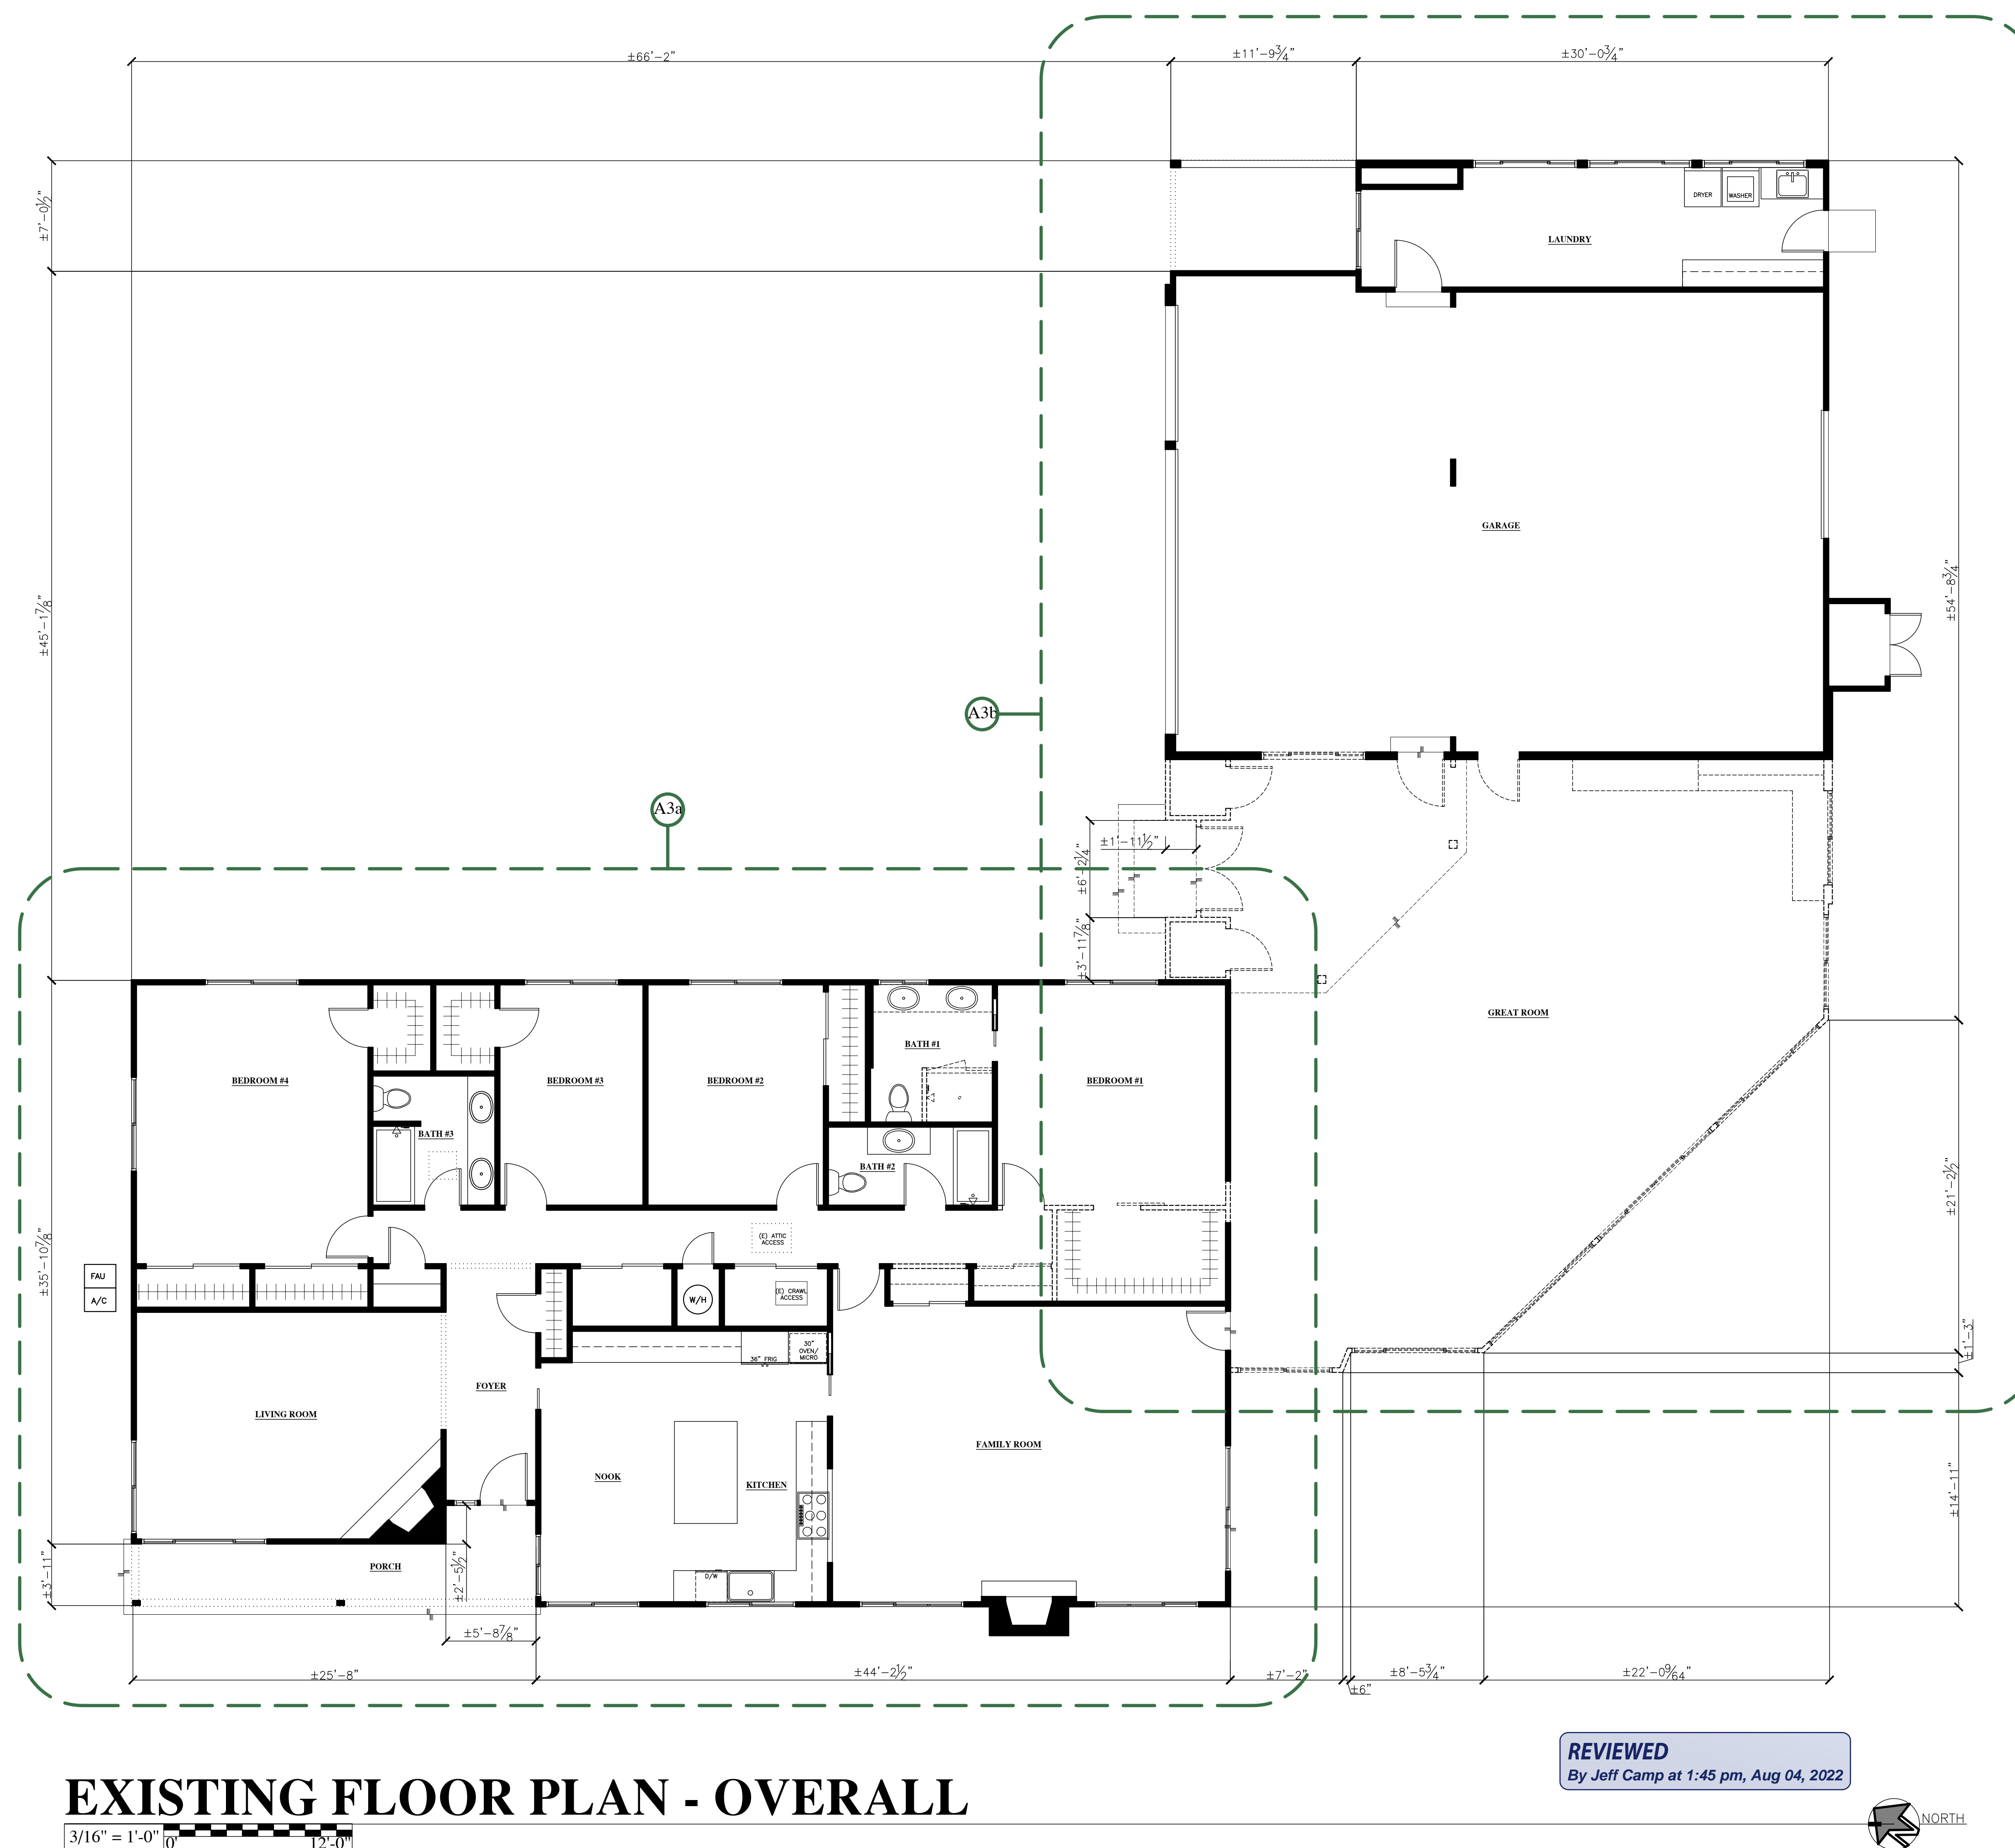 ±66'-2"
±11'-9¾"
±30'-0¾"
±7'-0½"
DRYER
WASHER
LAUNDRY
±45'-1⅞"
±54'-8¾"
GARAGE
A3b
A3a
±1'-11½"
±6'-2¼"
±3'-11⅞"
GREAT ROOM
BATH #1
BEDROOM #4
BEDROOM #3
BEDROOM #2
BEDROOM #1
BATH #3
BATH #2
±21'-2½"
±35'-10⅞"
(E) ATTIC
ACCESS
FAU
A/C
W/H
(E) CRAWL
ACCESS
±1'-3"
30"
OVEN/
MICRO
36" FRIG
FOYER
LIVING ROOM
FAMILY ROOM
NOOK
KITCHEN
±14'-11"
PORCH
D/W
±3'-11"
±2'-5½"
±5'-8⅞"
±25'-8"
±44'-2½"
±7'-2"
±6"
±8'-5¾"
±22'-0 9/64"
REVIEWED
By Jeff Camp at 1:45 pm, Aug 04, 2022
EXISTING FLOOR PLAN - OVERALL
NORTH
3/16" = 1'-0"
0'
12'-0"